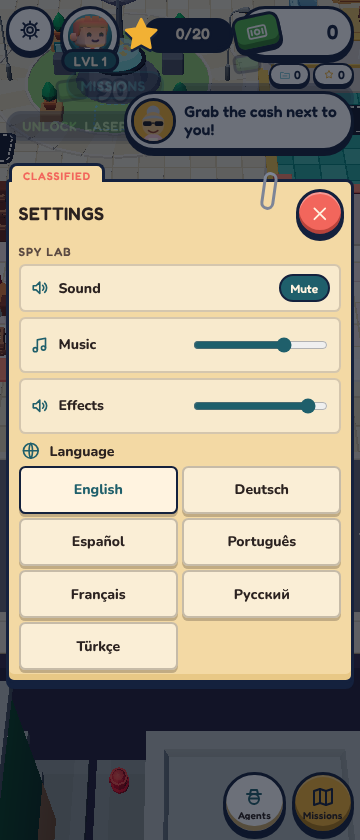 LVL 1
0/20
0
0
0
MISSIONS
30
UNLOCK LASER
Grab the cash next to
you!
CLASSIFIED
SETTINGS
SPY LAB
Sound
Mute
Music
Effects
Language
English
Deutsch
Español
Português
Français
Русский
Türkçe
Agents
Missions